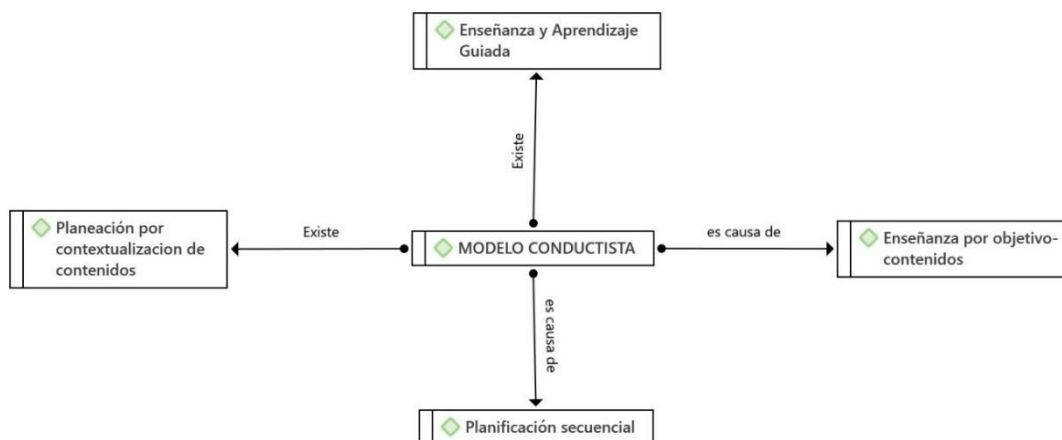 Enseñanza y Aprendizaje
Guiada
Existe
Planeación por
contextualizacion de
contenidos
Existe
MODELO CONDUCTISTA
es causa de
Enseñanza por objetivo-
contenidos
es causa de
Planificación secuencial